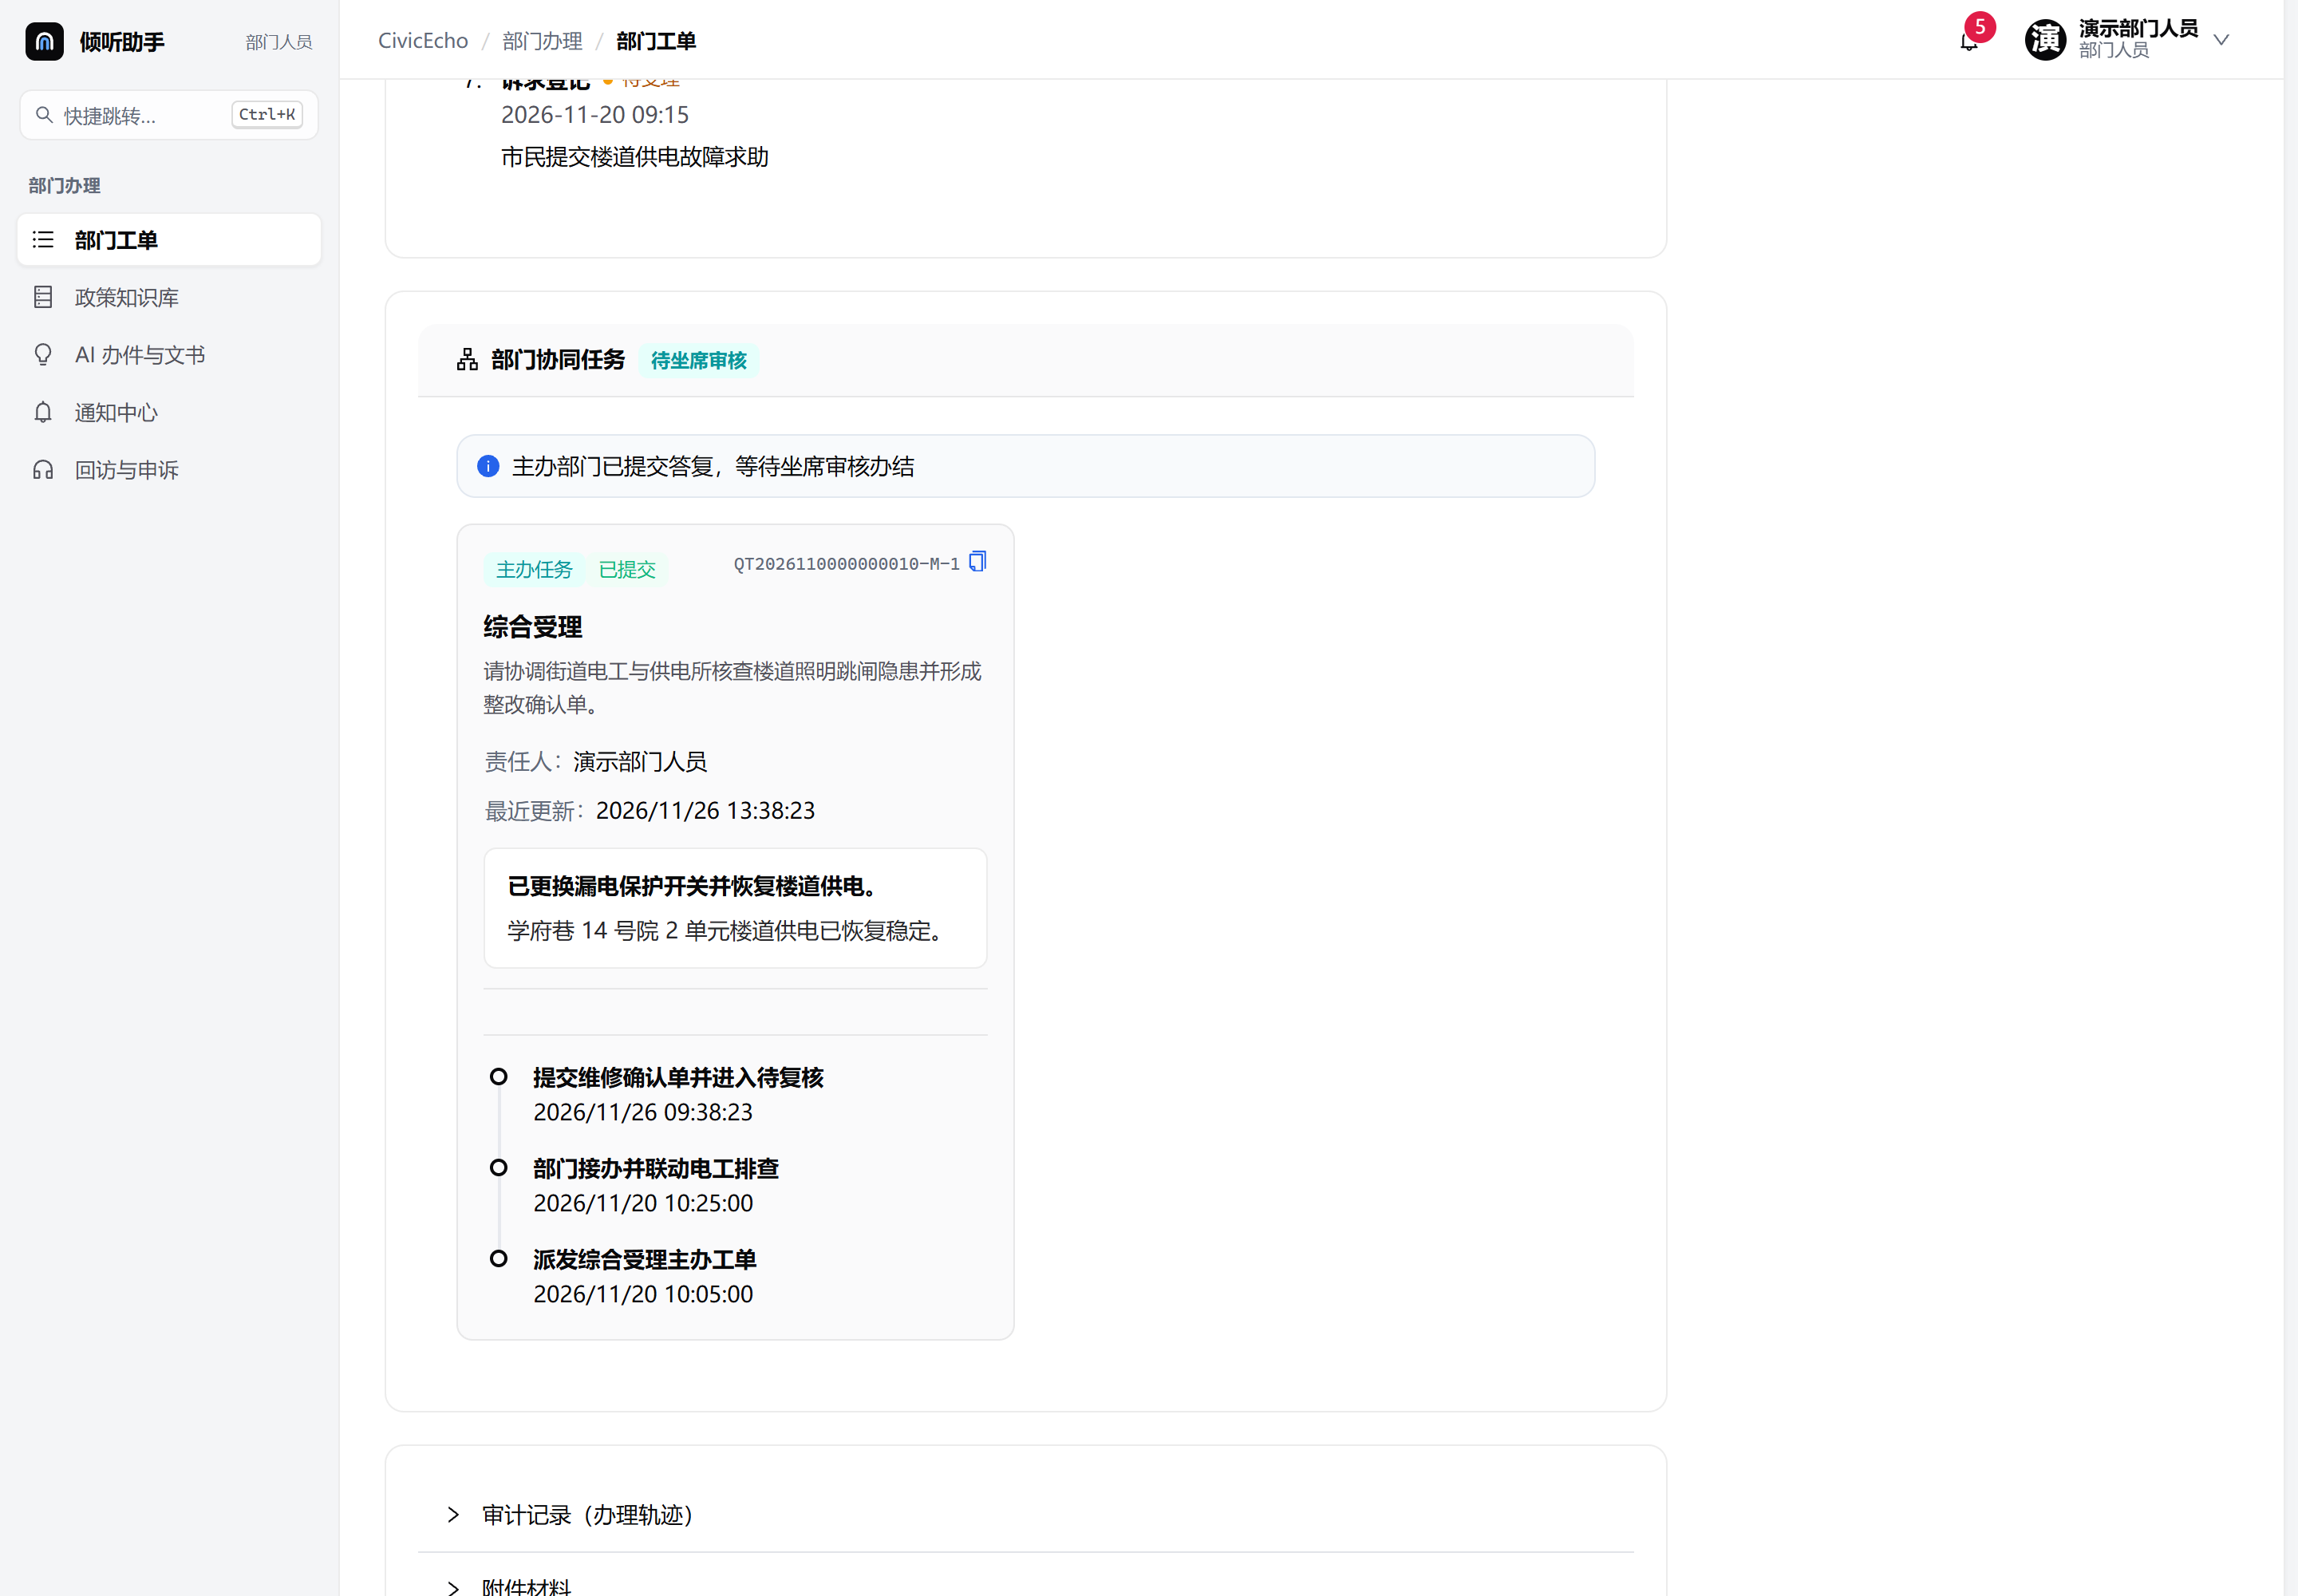 倾听助手
部门人员
快捷跳转...
Ctrl+K
部门办理
部门工单
政策知识库
AI 办件与文书
通知中心
回访与申诉
CivicEcho / 部门办理 / 部门工单
5
演
演示部门人员
部门人员
7. 诉求登记 待受理
2026-11-20 09:15
市民提交楼道供电故障求助
部门协同任务 待坐席审核
主办部门已提交答复，等待坐席审核办结
主办任务 已提交 QT2026110000000010-M-1
综合受理
请协调街道电工与供电所核查楼道照明跳闸隐患并形成
整改确认单。
责任人：演示部门人员
最近更新：2026/11/26 13:38:23
已更换漏电保护开关并恢复楼道供电。
学府巷 14 号院 2 单元楼道供电已恢复稳定。
提交维修确认单并进入待复核
2026/11/26 09:38:23
部门接办并联动电工排查
2026/11/20 10:25:00
派发综合受理主办工单
2026/11/20 10:05:00
审计记录（办理轨迹）
附件材料